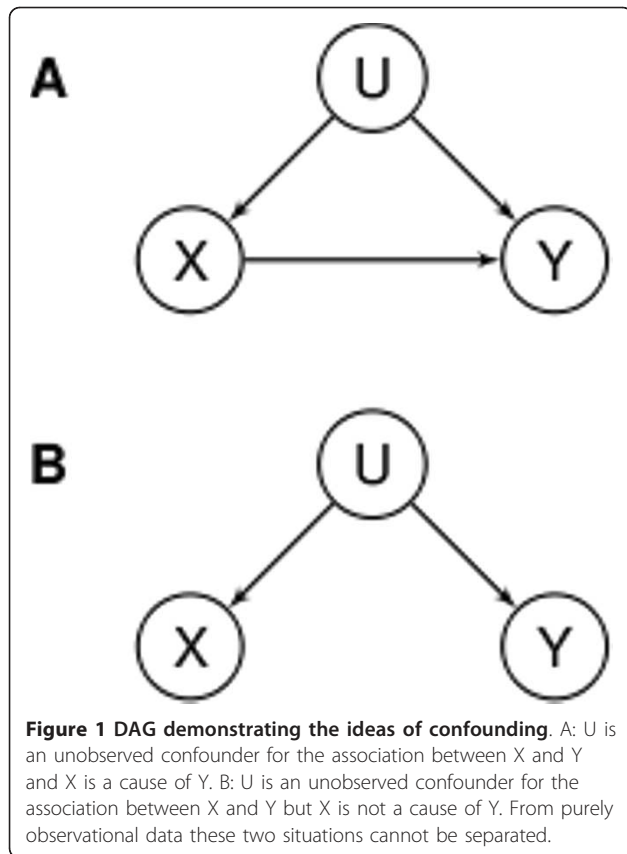 A
U
X
Y
B
U
X
Y
Figure 1 DAG demonstrating the ideas of confounding. A: U is
an unobserved confounder for the association between X and Y
and X is a cause of Y. B: U is an unobserved confounder for the
association between X and Y but X is not a cause of Y. From purely
observational data these two situations cannot be separated.